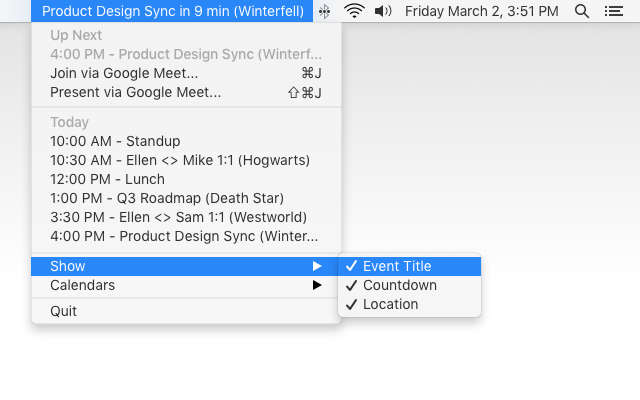 Product Design Sync in 9 min (Winterfell)
Friday March 2, 3:51 PM
Up Next
4:00 PM - Product Design Sync (Winterf...
Join via Google Meet... ⌘J
Present via Google Meet... ⇧⌘J
Today
10:00 AM - Standup
10:30 AM - Ellen <> Mike 1:1 (Hogwarts)
12:00 PM - Lunch
1:00 PM - Q3 Roadmap (Death Star)
3:30 PM - Ellen <> Sam 1:1 (Westworld)
4:00 PM - Product Design Sync (Winter...
Show
Calendars
Quit
Event Title
Countdown
Location